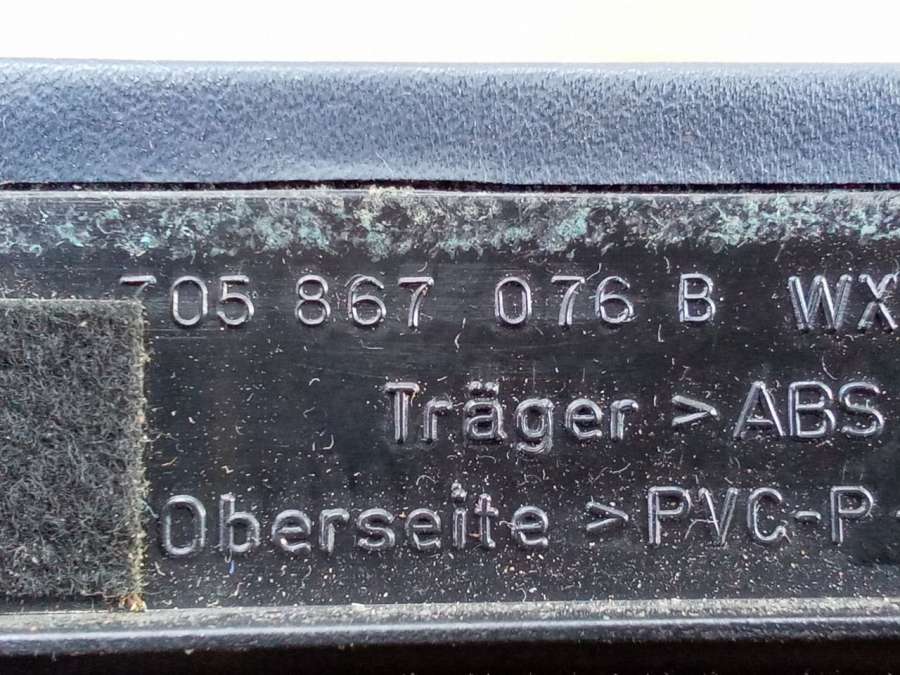 705 867 076 B WX
Träger >ABS
Oberseite >PVC-P